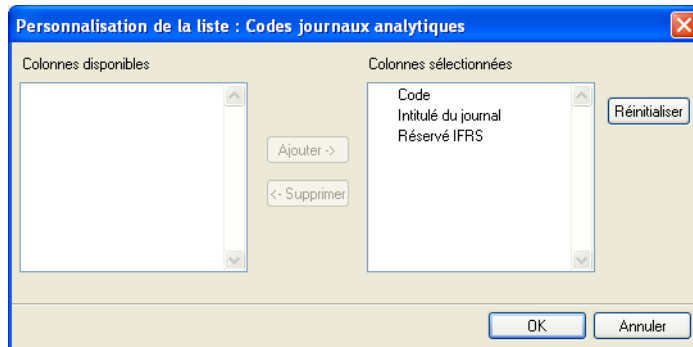 Personnalisation de la liste : Codes journaux analytiques
Colonnes disponibles
Colonnes sélectionnées
Code
Intitulé du journal
Réservé IFRS
Réinitialiser
Ajouter ->
<- Supprimer
OK
Annuler